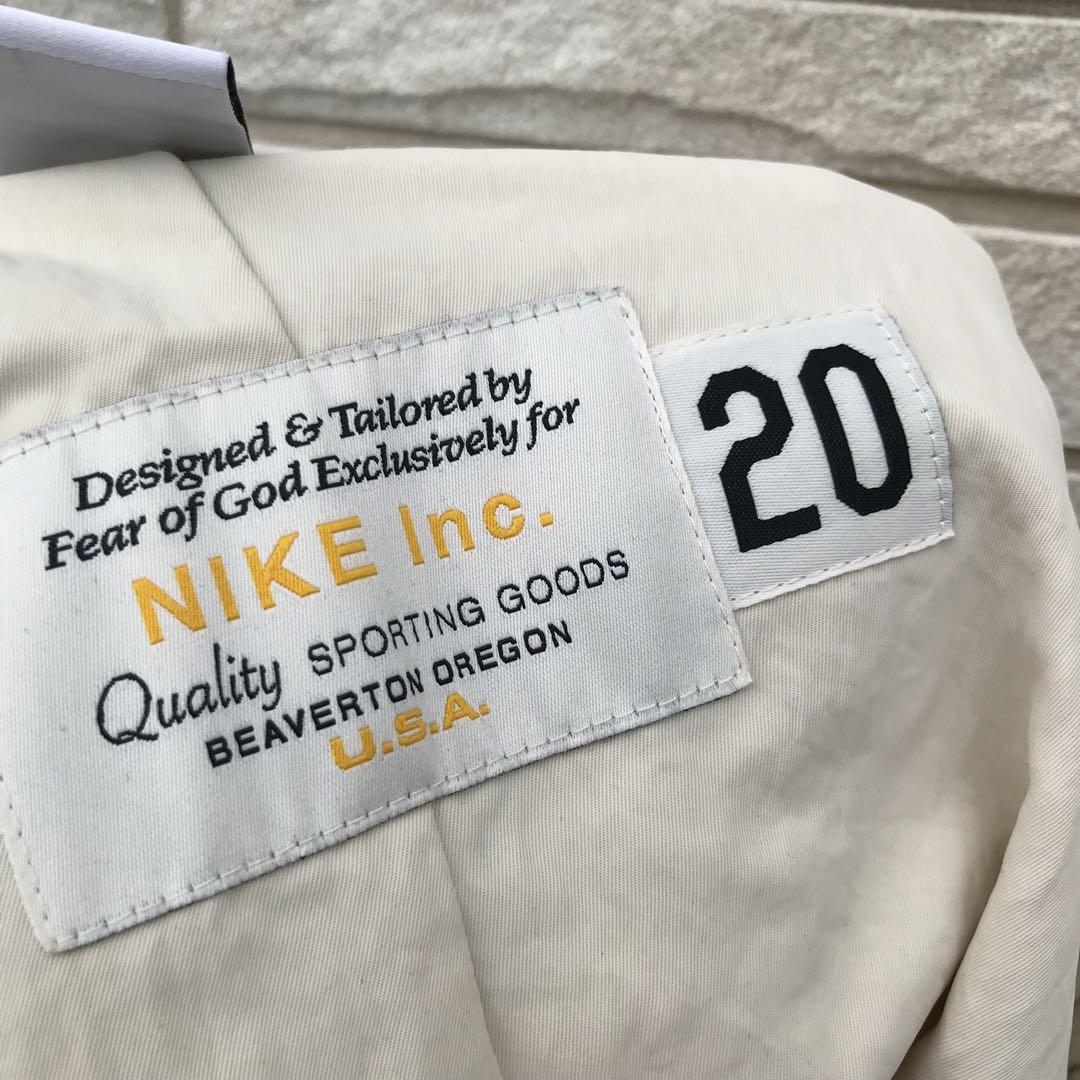 Designed & Tailored by
Fear of God Exclusively for
NIKE Inc.
Quality SPORTING GOODS
BEAVERTON OREGON
U.S.A.
20